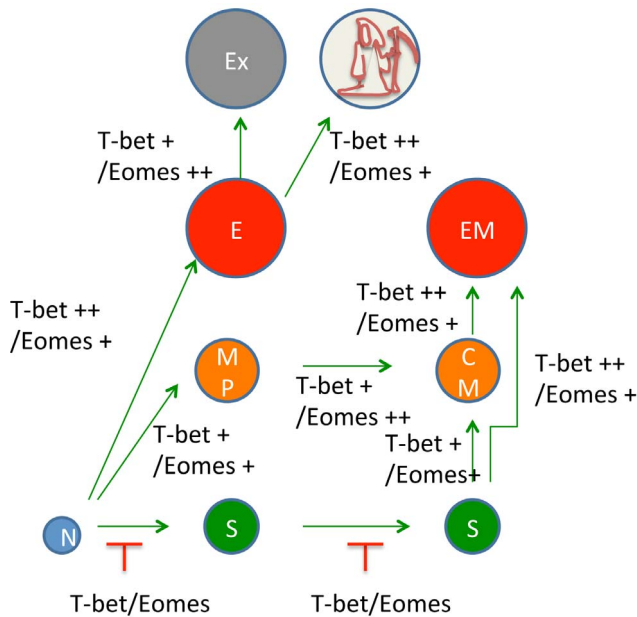 Ex
T-bet +
/Eomes ++
T-bet ++
/Eomes +
E
EM
T-bet ++
/Eomes +
T-bet ++
/Eomes +
M
P
C
M
T-bet ++
/Eomes +
T-bet +
/Eomes ++
T-bet +
/Eomes +
T-bet +
/Eomes+
N
S
S
T-bet/Eomes
T-bet/Eomes